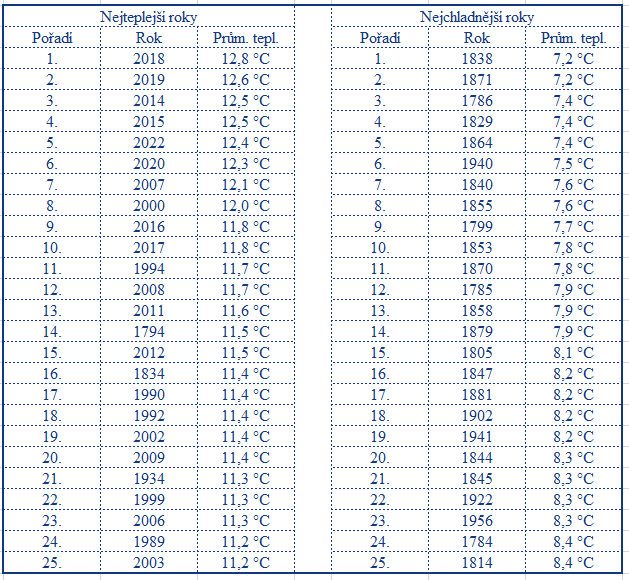 Nejteplejší roky Nejchladnější roky
Pořadí Rok Prům. tepl. Pořadí Rok Prům. tepl.
1. 2018 12,8 °C 1. 1838 7,2 °C
2. 2019 12,6 °C 2. 1871 7,2 °C
3. 2014 12,5 °C 3. 1786 7,4 °C
4. 2015 12,5 °C 4. 1829 7,4 °C
5. 2022 12,4 °C 5. 1864 7,4 °C
6. 2020 12,3 °C 6. 1940 7,5 °C
7. 2007 12,1 °C 7. 1840 7,6 °C
8. 2000 12,0 °C 8. 1855 7,6 °C
9. 2016 11,8 °C 9. 1799 7,7 °C
10. 2017 11,8 °C 10. 1853 7,8 °C
11. 1994 11,7 °C 11. 1870 7,8 °C
12. 2008 11,7 °C 12. 1785 7,9 °C
13. 2011 11,6 °C 13. 1858 7,9 °C
14. 1794 11,5 °C 14. 1879 7,9 °C
15. 2012 11,5 °C 15. 1805 8,1 °C
16. 1834 11,4 °C 16. 1847 8,2 °C
17. 1990 11,4 °C 17. 1881 8,2 °C
18. 1992 11,4 °C 18. 1902 8,2 °C
19. 2002 11,4 °C 19. 1941 8,2 °C
20. 2009 11,4 °C 20. 1844 8,3 °C
21. 1934 11,3 °C 21. 1845 8,3 °C
22. 1999 11,3 °C 22. 1922 8,3 °C
23. 2006 11,3 °C 23. 1956 8,3 °C
24. 1989 11,2 °C 24. 1784 8,4 °C
25. 2003 11,2 °C 25. 1814 8,4 °C